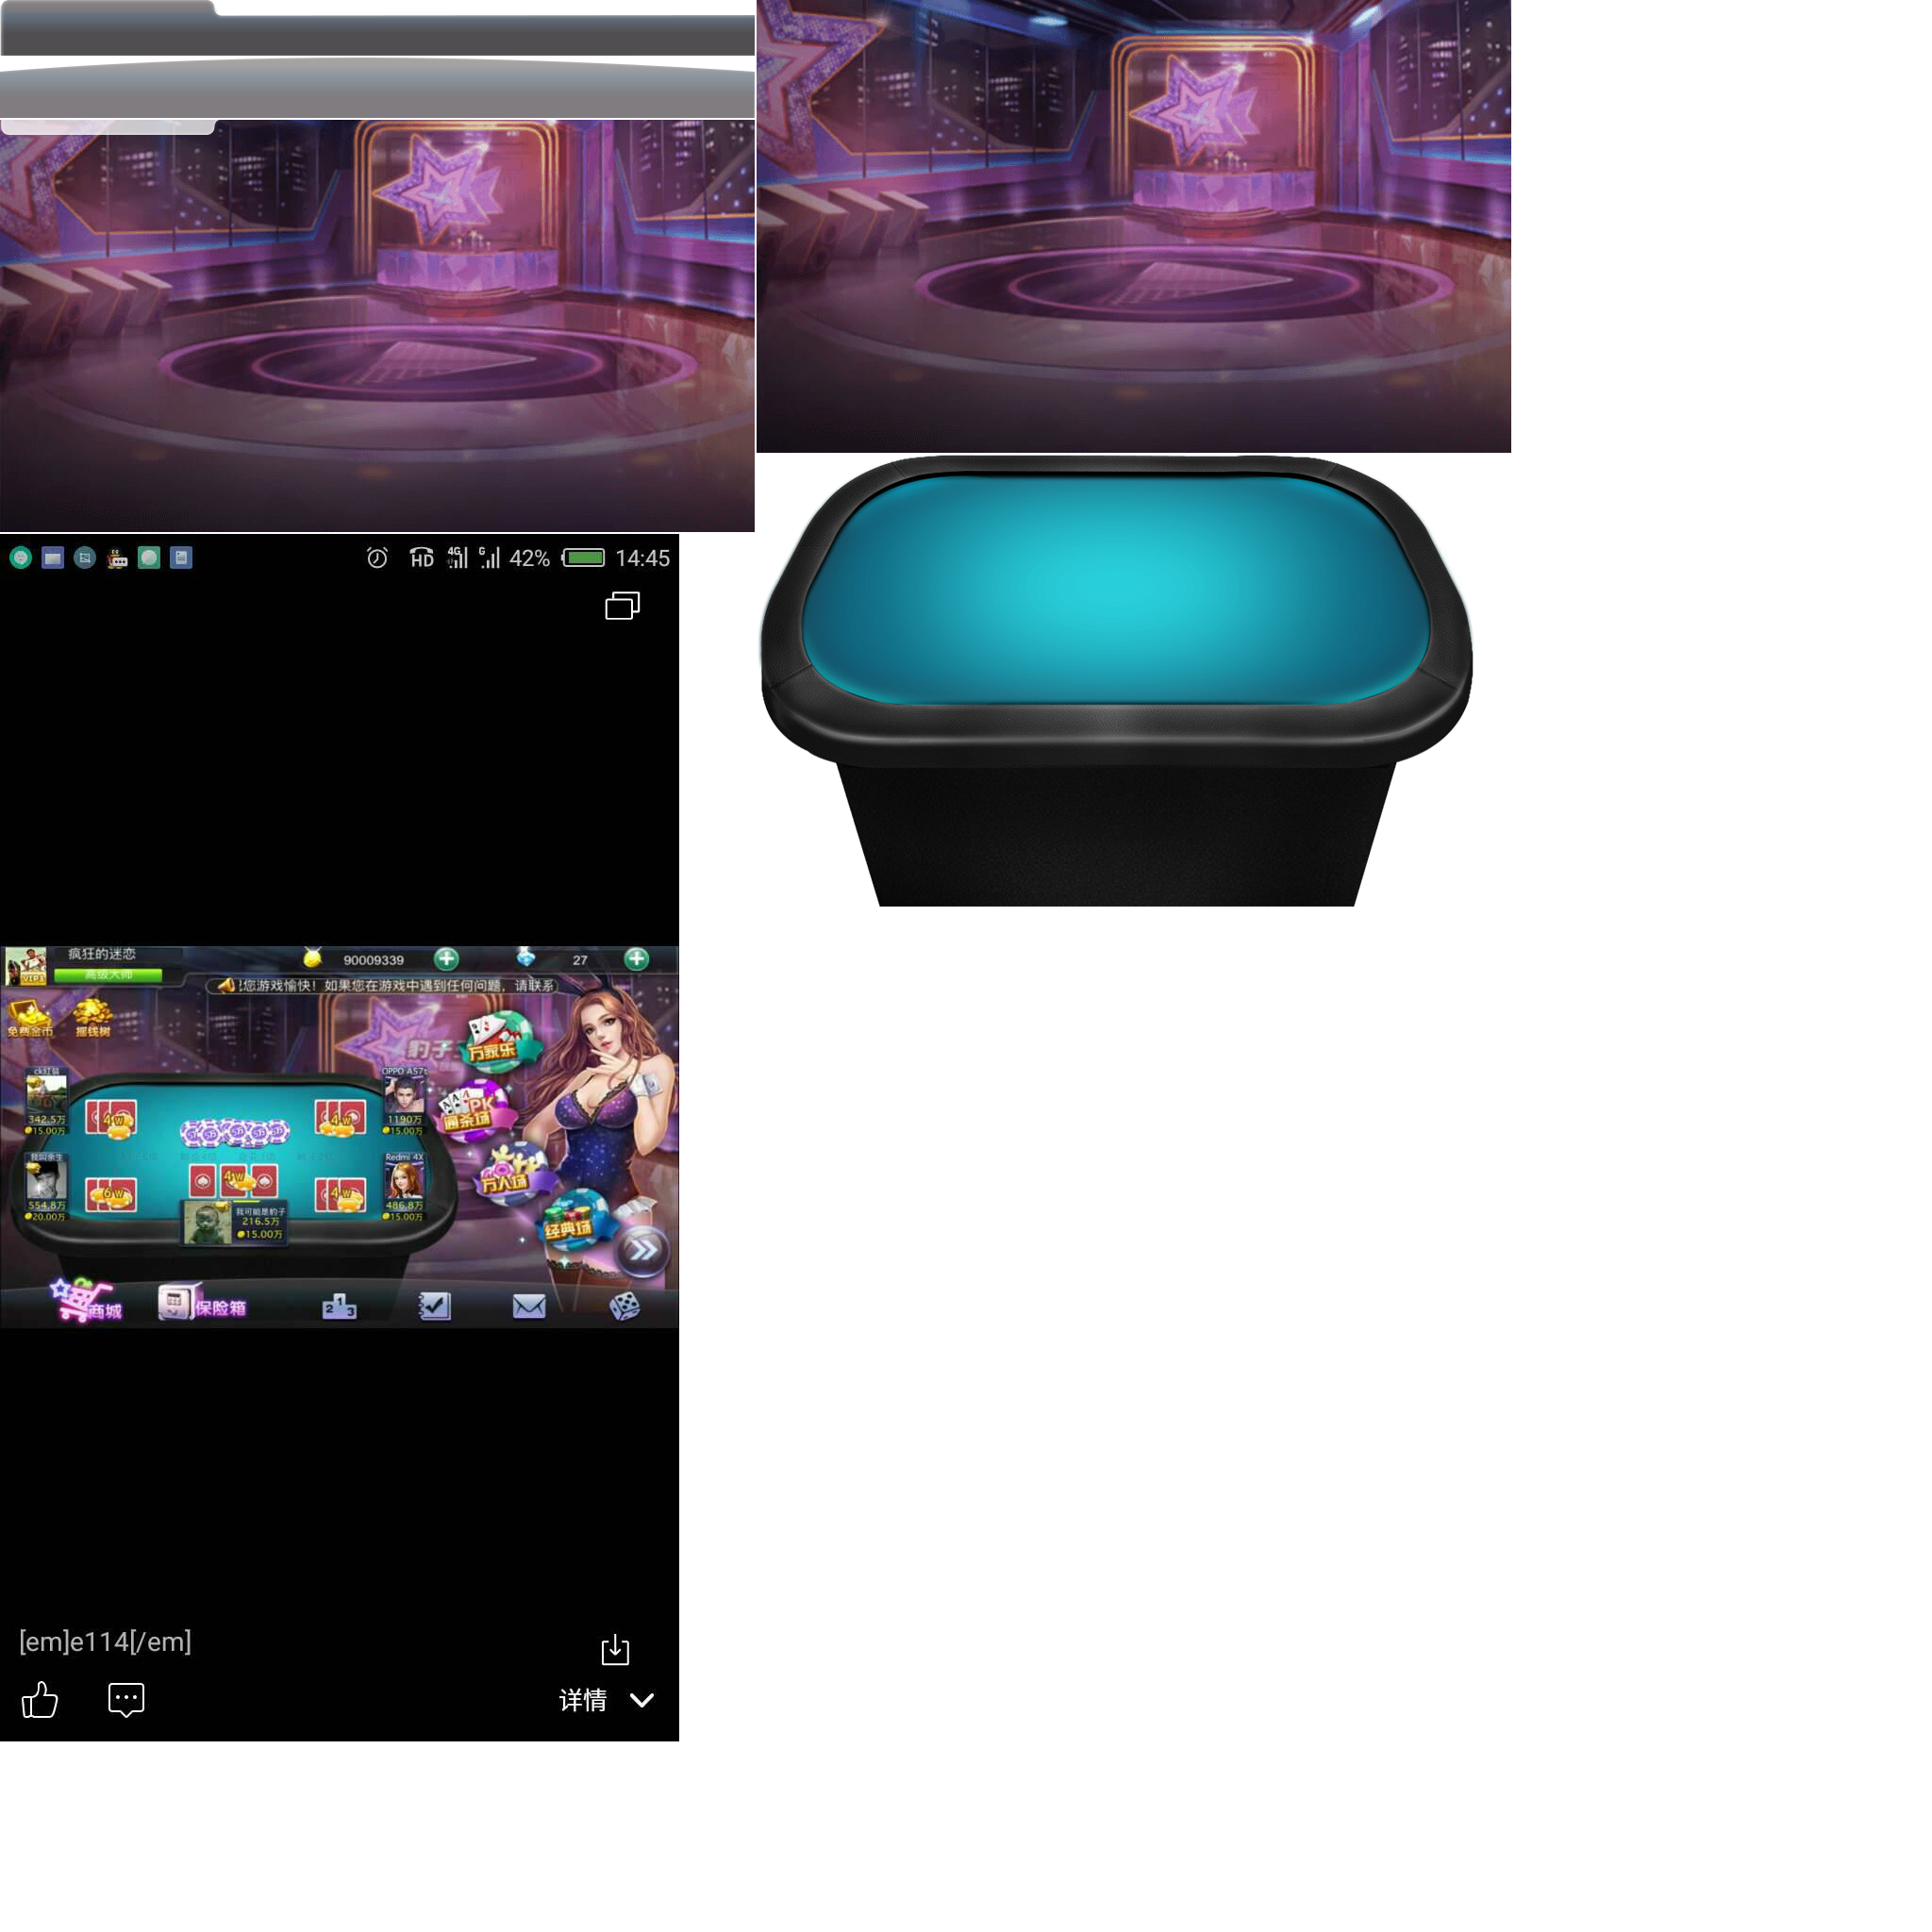 42% 14:45
疯狂的迷恋
VIP1
高级大师
90009339
27
您游戏愉快！如果您在游戏中遇到任何问题，请联系
免费金币
摇钱树
豹子
万家乐
ck红装
342.5万
15.00万
OPPO A57t
1190万
15.00万
4w
4w
PK
通杀场
554.8万
20.00万
Redmi 4X
486.8万
15.00万
6w
4w
4w
万人场
我可能是豹子
216.5万
15.00万
经典场
商城
保险箱
2 1 3
[em]e114[/em]
详情